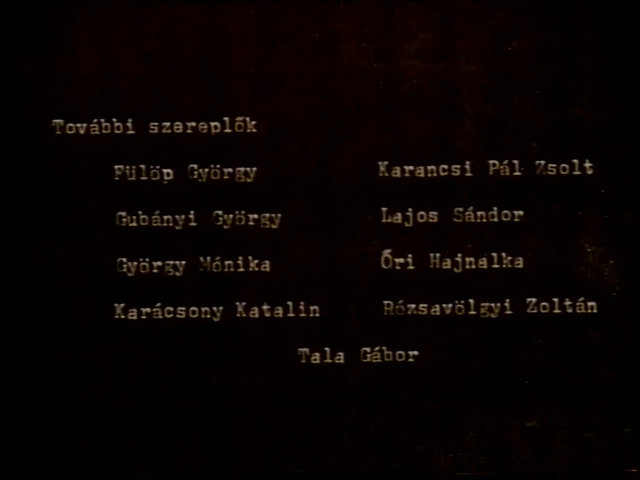 További szereplők
Fülöp György Karancsi Pál Zsolt
Gubányi György Lajos Sándor
György Mónika Őri Hajnalka
Karácsony Katalin Rózsavölgyi Zoltán
Tala Gábor